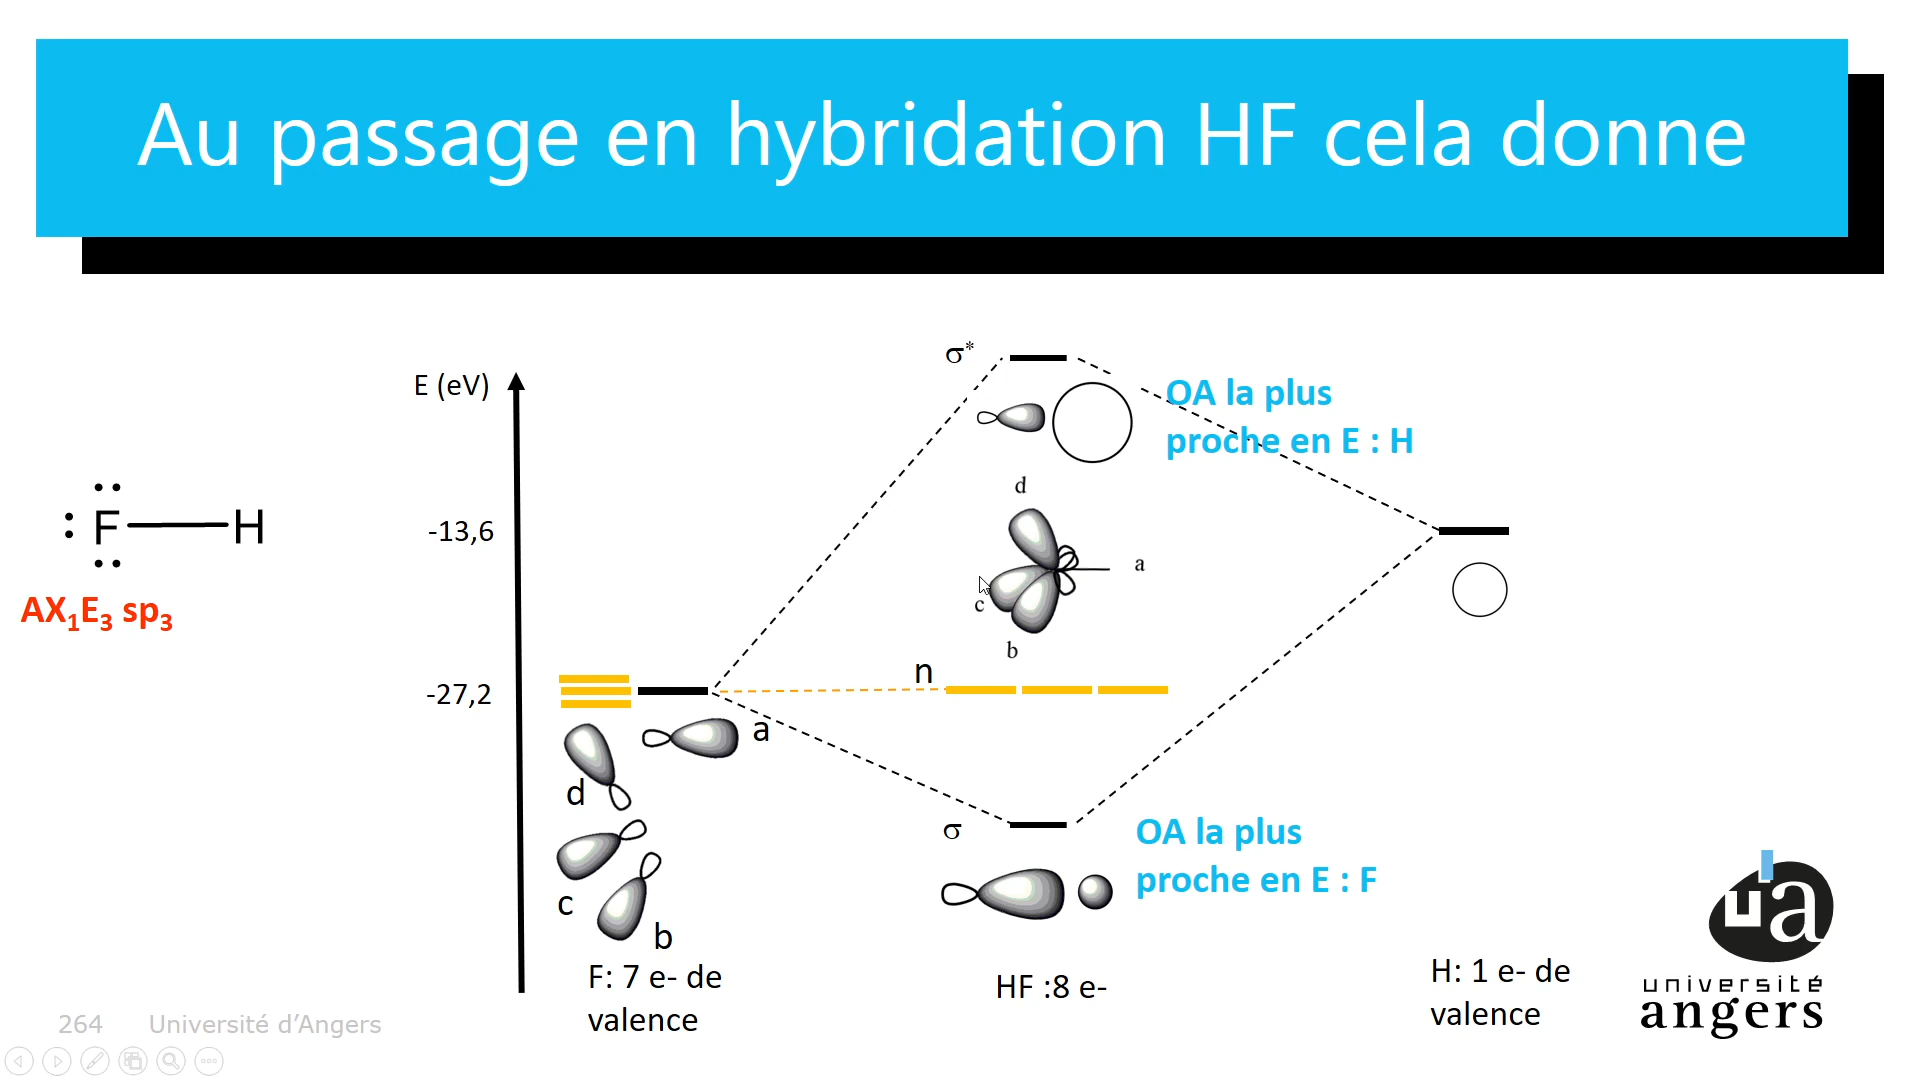 Au passage en hybridation HF cela donne
σ*
E (eV)
OA la plus
proche en E : H
d
F
H
-13,6
a
c
AX1E3 sp3
b
n
-27,2
a
d
OA la plus
σ
proche en E : F
c
b
F: 7 e- de
valence
HF :8 e-
H: 1 e- de
valence
ua
université
angers
264
Université d’Angers